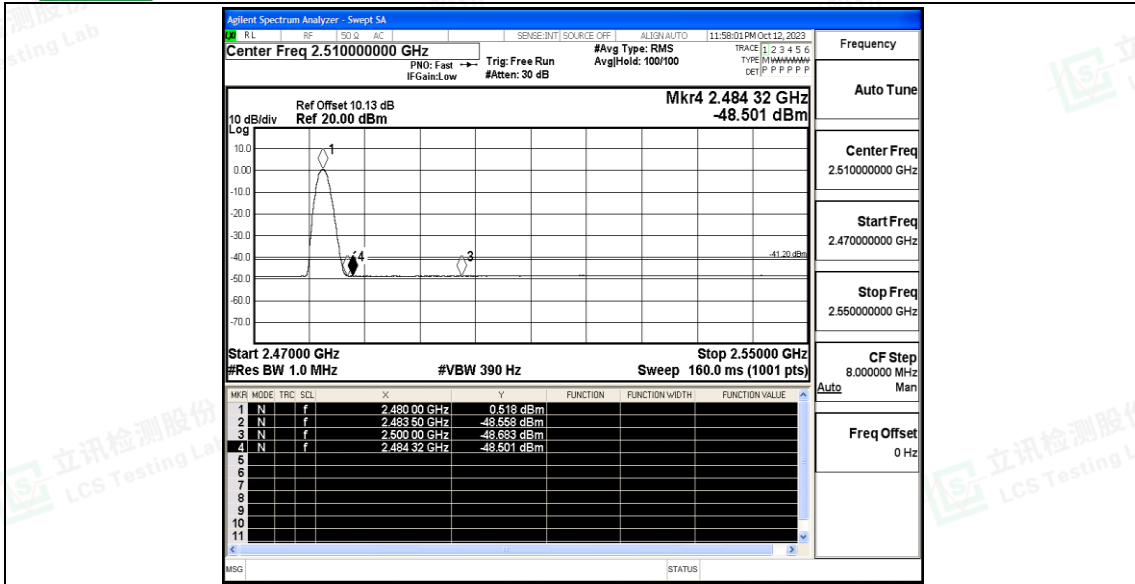 Agilent Spectrum Analyzer - Swept SA
LXI RL RF 50 Ω AC SENSE:INT SOURCE OFF ALIGNAUTO 11:58:01 PM Oct 12, 2023
Center Freq 2.510000000 GHz #Avg Type: RMS TRACE 1 2 3 4 5 6
PNO: Fast Trig: Free Run Avg|Hold: 100/100 TYPE M W W W W W
IFGain:Low #Atten: 30 dB DET P P P P P P
Mkr4 2.484 32 GHz
Ref Offset 10.13 dB
10 dB/div Ref 20.00 dBm -48.501 dBm
Log
10.0
0.00
-10.0
-20.0
-30.0
-40.0
-50.0
-60.0
-70.0
1
4
3
-41.20 dBm
Start 2.47000 GHz Stop 2.55000 GHz
#Res BW 1.0 MHz #VBW 390 Hz Sweep 160.0 ms (1001 pts)
MKR MODE TRC SCL X Y FUNCTION FUNCTION WIDTH FUNCTION VALUE
1 N f 2.480 00 GHz 0.518 dBm
2 N f 2.483 50 GHz -48.558 dBm
3 N f 2.500 00 GHz -48.683 dBm
4 N f 2.484 32 GHz -48.501 dBm
5
6
7
8
9
10
11
MSG STATUS
Frequency
Auto Tune
Center Freq
2.510000000 GHz
Start Freq
2.470000000 GHz
Stop Freq
2.550000000 GHz
CF Step
8.000000 MHz
Auto Man
Freq Offset
0 Hz
立讯检测股份
LCS Testing Lab
立讯检测股份
LCS Testing L